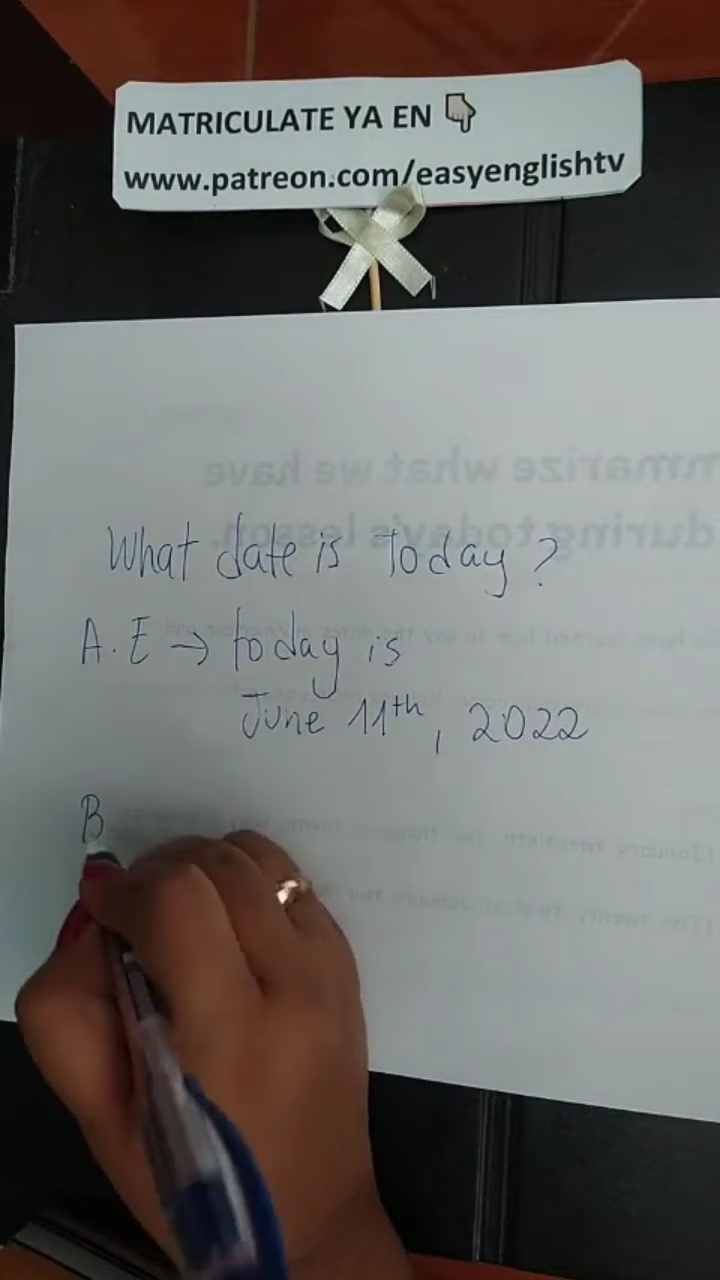 MATRICULATE YA EN
www.patreon.com/easyenglishtv
What date is today?
A.E → today is
June 11th, 2022
B